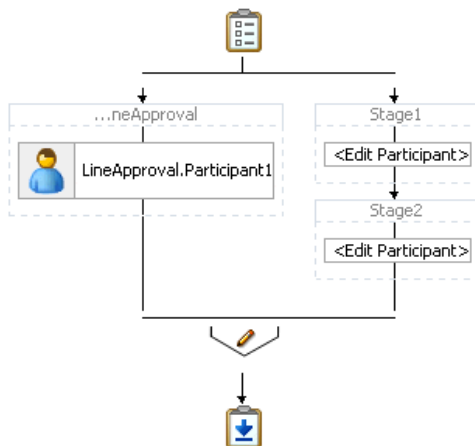 ...neApproval
LineApproval.Participant1
Stage1
<Edit Participant>
Stage2
<Edit Participant>